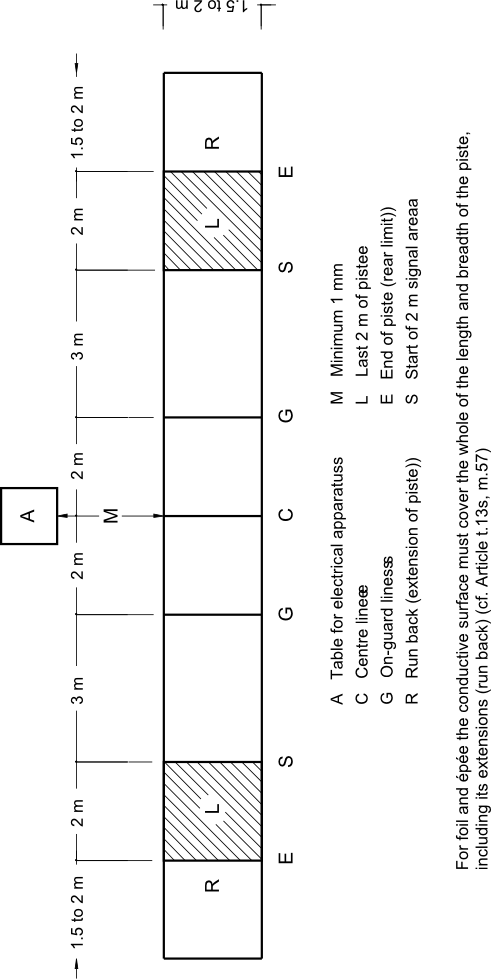 A
1.5 to 2 m 2 m 3 m 2 m 2 m 3 m 2 m 1.5 to 2 m
M
R L L R 1.5 to 2 m
E S G C G S E
A Table for electrical apparatuss
C Centre linee
G On-guard liness
R Run back (extension of piste))
M Minimum 1 mm
L Last 2 m of pistee
E End of piste (rear limit))
S Start of 2 m signal areaa
For foil and épée the conductive surface must cover the whole of the length and breadth of the piste,
including its extensions (run back) (cf. Article t.13s, m.57)